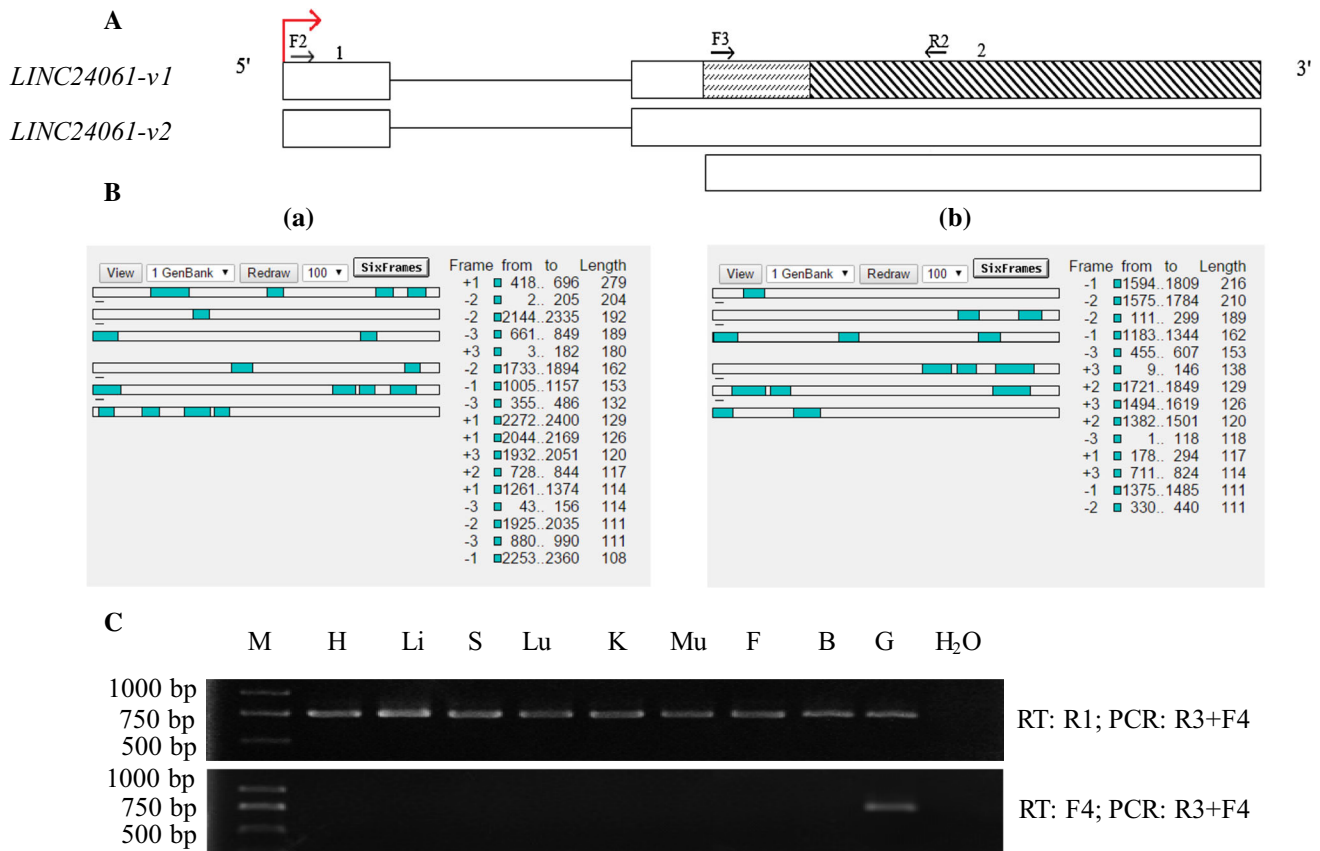 A
F2
1
F3
R2
2
5'
3'
LINC24061-v1
LINC24061-v2
B
(a)
(b)
View 1 GenBank Redraw 100 SixFrames
Frame from to Length
+1 418.. 696 279
-2 2.. 205 204
-2 2144..2335 192
-3 661.. 849 189
+3 3.. 182 180
-2 1733..1894 162
-1 1005..1157 153
-3 355.. 486 132
+1 2272..2400 129
+1 2044..2169 126
+3 1932..2051 120
+2 728.. 844 117
+1 1261..1374 114
-3 43.. 156 114
-2 1925..2035 111
-3 880.. 990 111
-1 2253..2360 108
View 1 GenBank Redraw 100 SixFrames
Frame from to Length
-1 1594..1809 216
-2 1575..1784 210
-2 111.. 299 189
-1 1183..1344 162
-3 455.. 607 153
+3 9.. 146 138
+2 1721..1849 129
+3 1494..1619 126
+2 1382..1501 120
-3 1.. 118 118
+1 178.. 294 117
+3 711.. 824 114
-1 1375..1485 111
-2 330.. 440 111
C
M H Li S Lu K Mu F B G H₂O
1000 bp
750 bp
500 bp
RT: R1; PCR: R3+F4
1000 bp
750 bp
500 bp
RT: F4; PCR: R3+F4